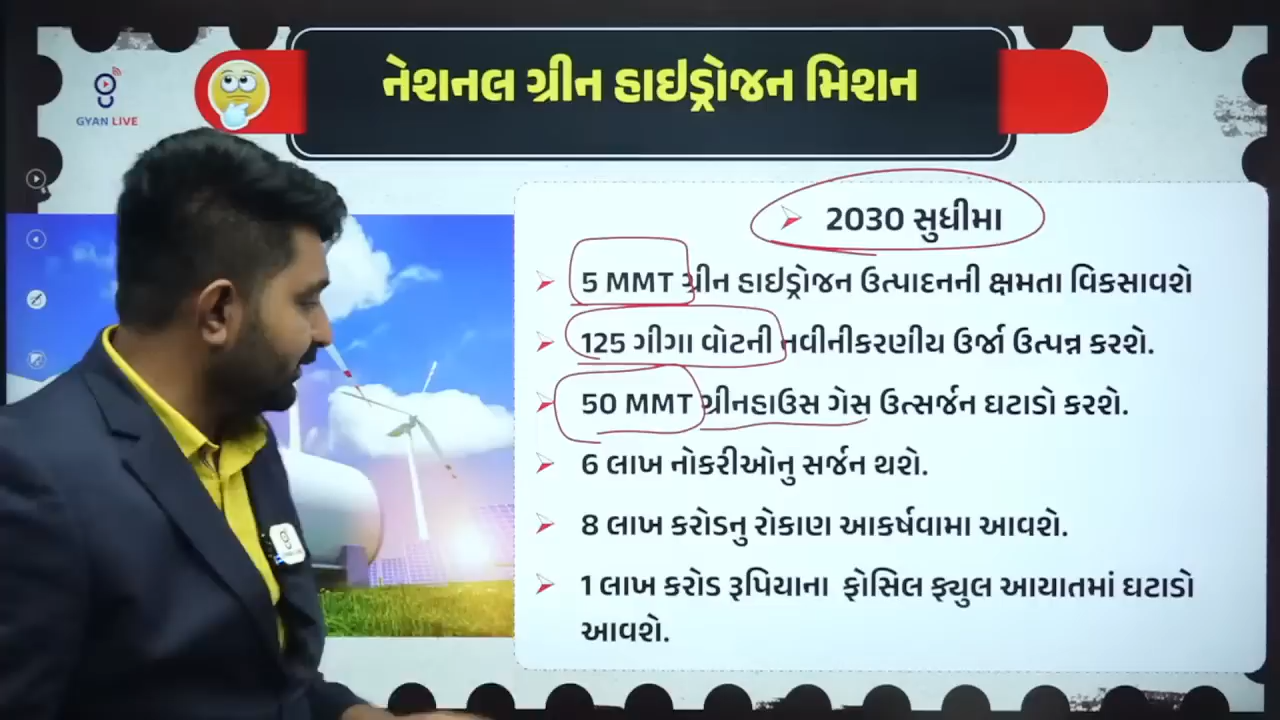 નેશનલ ગ્રીન હાઇડ્રોજન મિશન
GYAN LIVE
2030 સુધીમા
5 MMT ગ્રીન હાઇડ્રોજન ઉત્પાદનની ક્ષમતા વિકસાવશે
125 ગીગા વોટની નવીનીકરણીય ઉર્જા ઉત્પન્ન કરશે.
50 MMT ગ્રીનહાઉસ ગેસ ઉત્સર્જન ઘટાડો કરશે.
6 લાખ નોકરીઓનુ સર્જન થશે.
8 લાખ કરોડનુ રોકાણ આકર્ષવામા આવશે.
1 લાખ કરોડ રૂપિયાના ફોસિલ ફ્યુલ આયાતમાં ઘટાડો
આવશે.